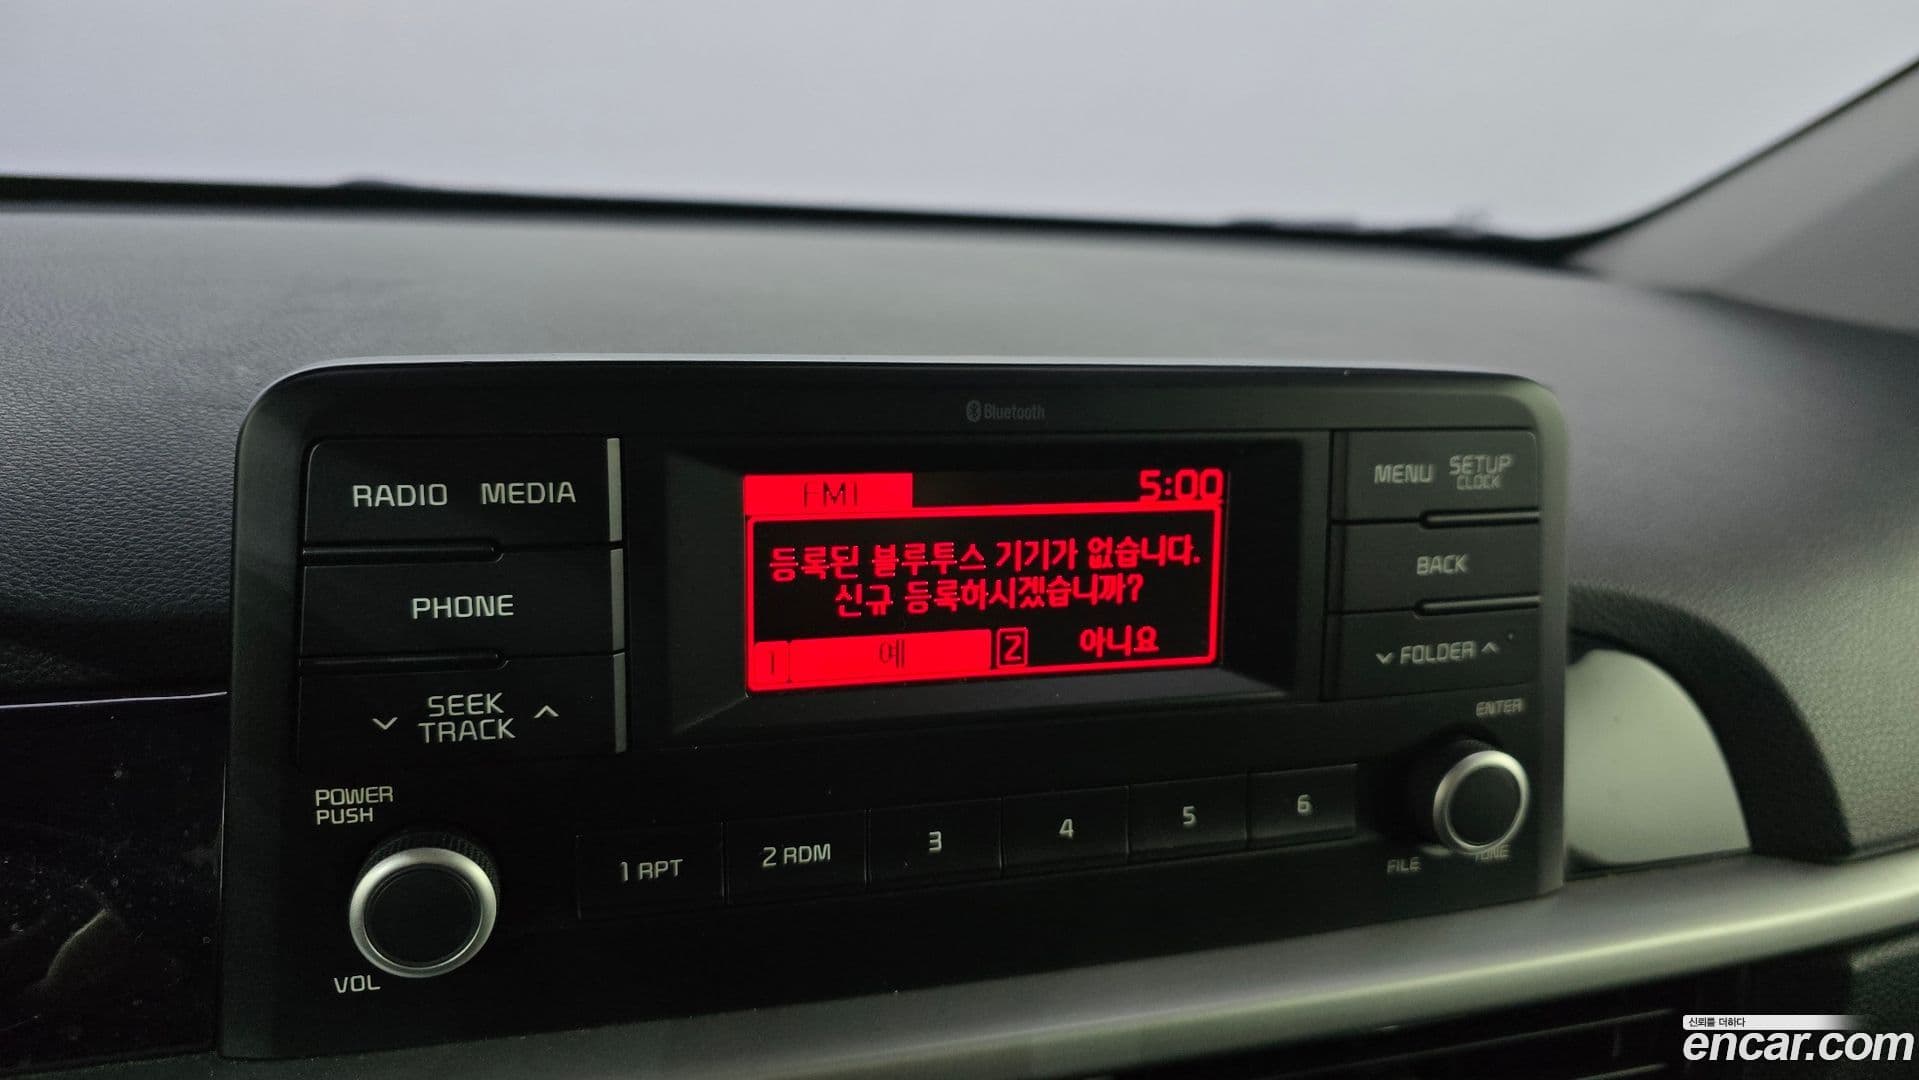 Bluetooth
RADIO MEDIA
PHONE
SEEK
TRACK
POWER
PUSH
VOL
FM1 5:00
등록된 블루투스 기기가 없습니다.
신규 등록하시겠습니까?
1 예 2 아니요
MENU SETUP
CLOCK
BACK
FOLDER
ENTER
FILE TUNE
1 RPT 2 RDM 3 4 5 6
신뢰를 더하다
encar.com